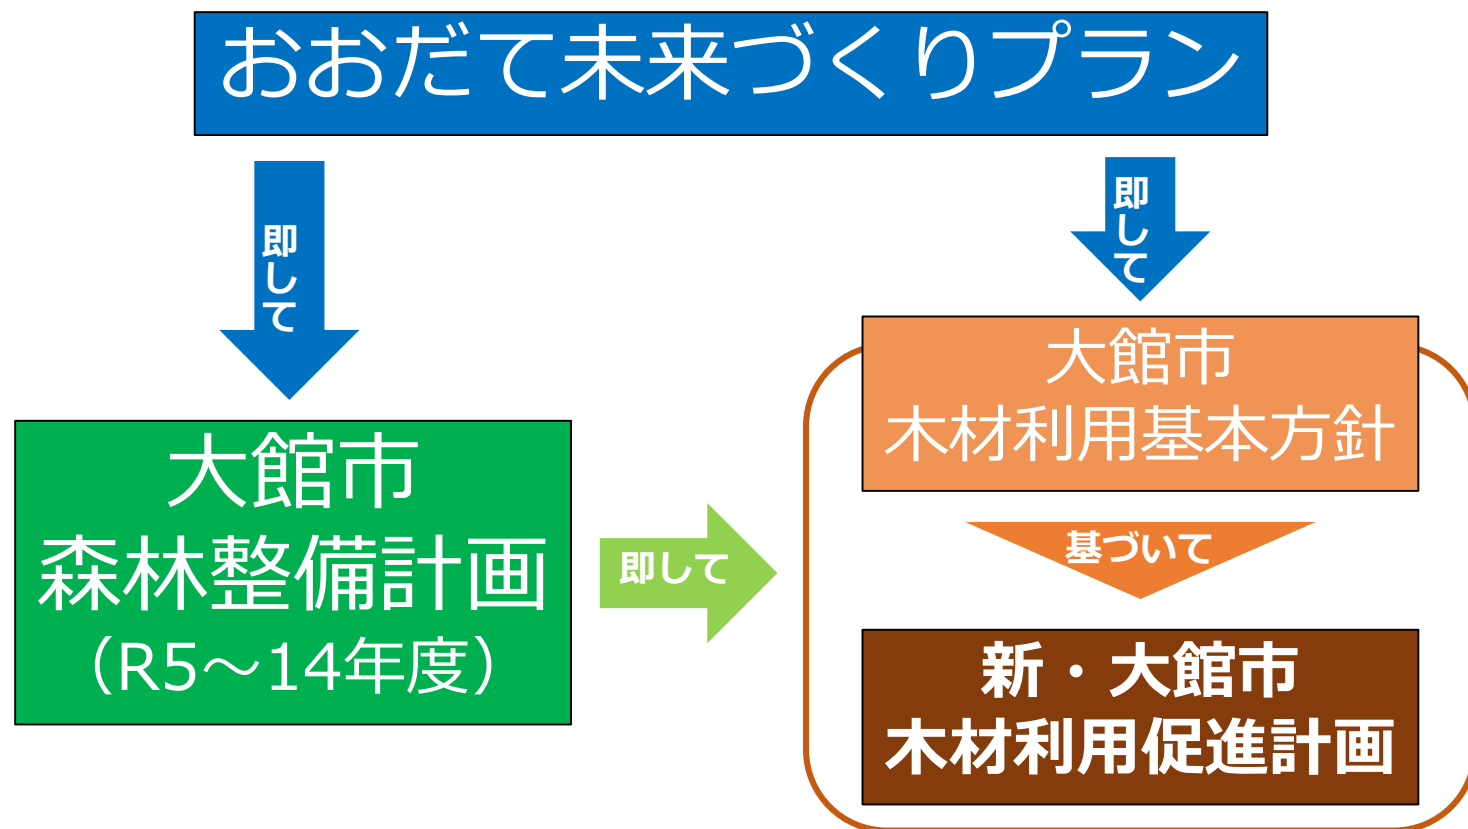 おおだて未来づくりプラン
即して
即して
大館市
森林整備計画
（R5～14年度）
即して
大館市
木材利用基本方針
基づいて
新・大館市
木材利用促進計画